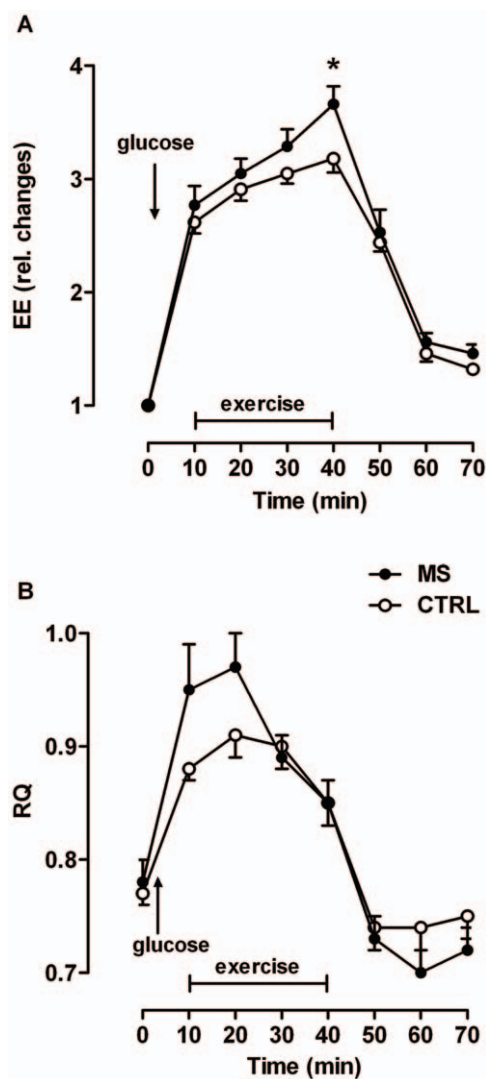 A
4
*
glucose
3
EE (rel. changes)
2
1
exercise
0 10 20 30 40 50 60 70
Time (min)
MS
CTRL
B
1.0
0.9
RQ
0.8
glucose
0.7
exercise
0 10 20 30 40 50 60 70
Time (min)